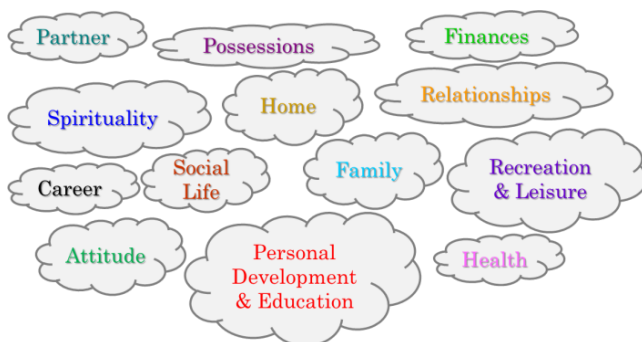 Partner
Possessions
Finances
Spirituality
Home
Relationships
Career
Social
Life
Family
Recreation
& Leisure
Attitude
Personal
Development
& Education
Health